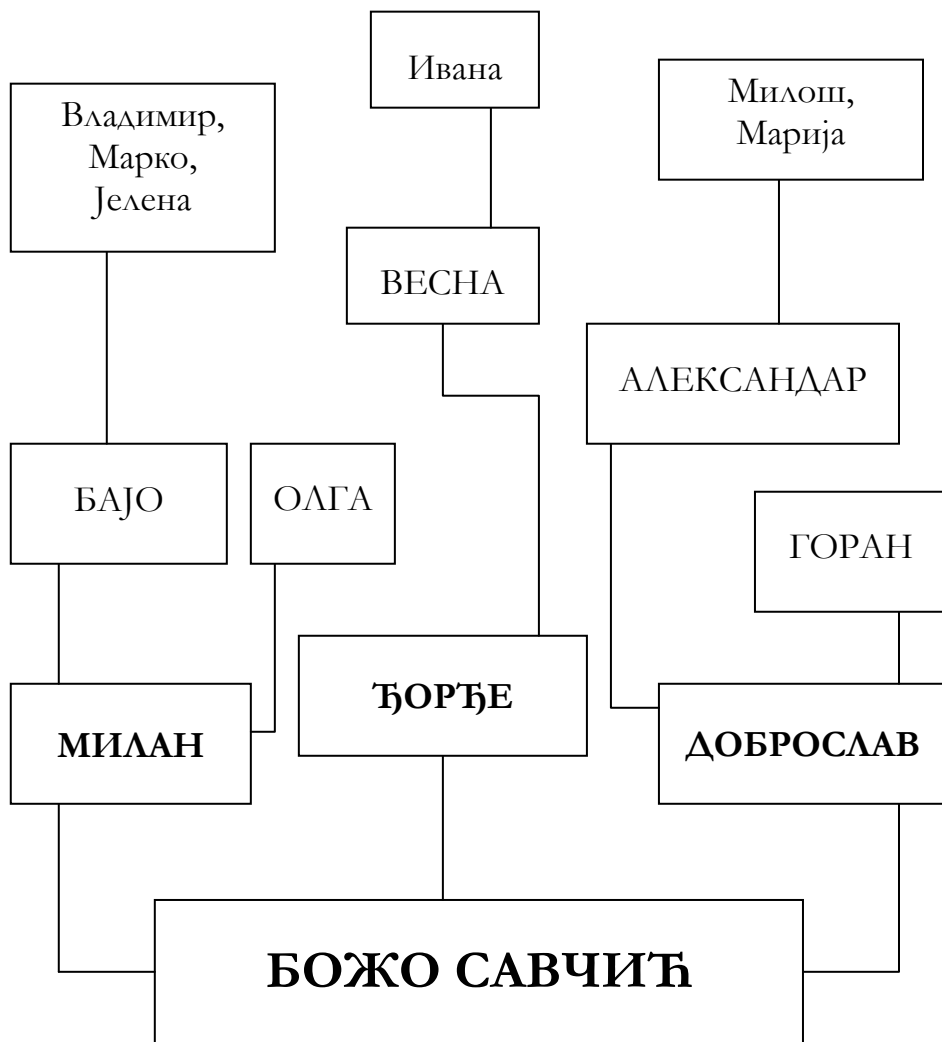 Ивана
Милош,
Марија
Владимир,
Марко,
Јелена
ВЕСНА
АЛЕКСАНДАР
БАЈО
ОЛГА
ГОРАН
ЂОРЂЕ
МИЛАН
ДОБРОСЛАВ
БОЖО САВЧИЋ